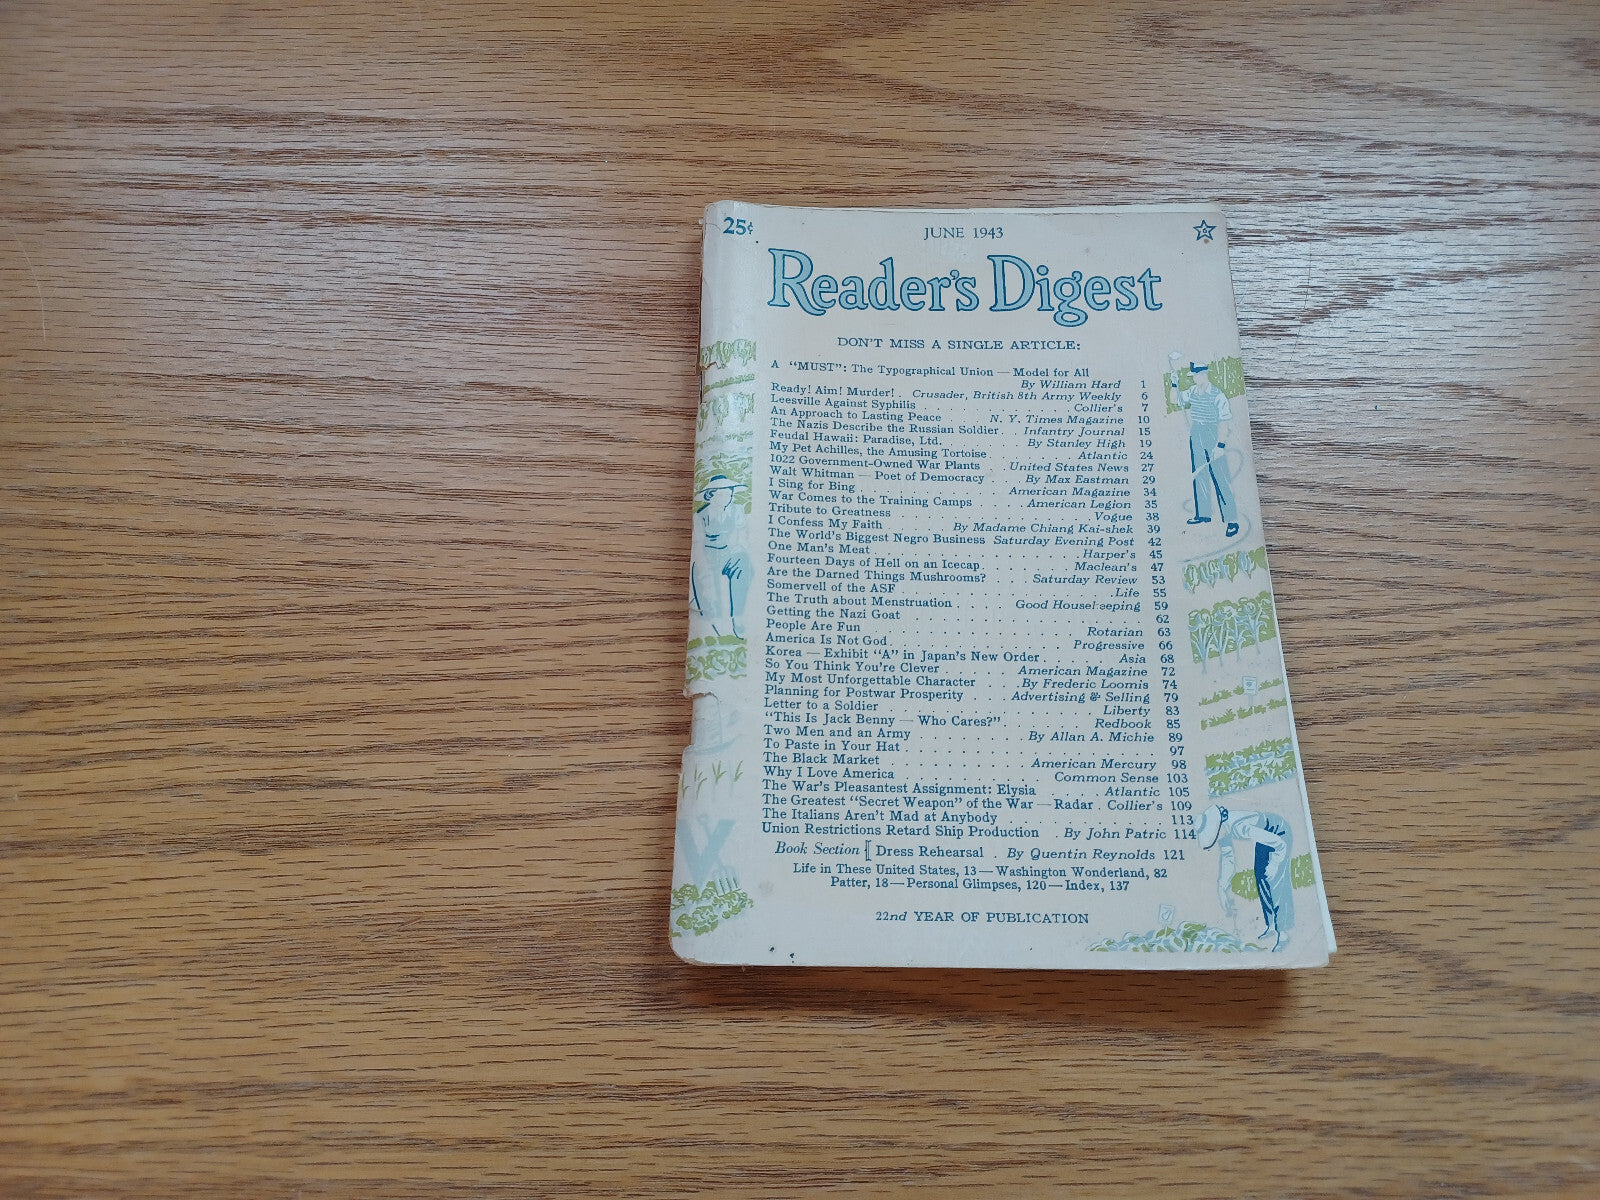 25¢ JUNE 1943
Reader's Digest
DON'T MISS A SINGLE ARTICLE:
A "MUST": The Typographical Union — Model for All
By William Hard 1
Ready! Aim! Murder! . Crusader, British 8th Army Weekly 6
Leesville Against Syphilis . . . . . . . . . . . Collier's 7
An Approach to Lasting Peace . . . N. Y. Times Magazine 10
The Nazis Describe the Russian Soldier . . Infantry Journal 15
Feudal Hawaii: Paradise, Ltd. . . . . . . . By Stanley High 19
My Pet Achilles, the Amusing Tortoise . . . . . . . . Atlantic 24
1022 Government-Owned War Plants . . United States News 27
Walt Whitman — Poet of Democracy . . . By Max Eastman 29
I Sing for Bing . . . . . . . . . . . . American Magazine 34
War Comes to the Training Camps . . . . American Legion 35
Tribute to Greatness . . . . . . . . . . . . . . . Vogue 38
I Confess My Faith . . . . . By Madame Chiang Kai-shek 39
The World's Biggest Negro Business Saturday Evening Post 42
One Man's Meat . . . . . . . . . . . . . . . . Harper's 45
Fourteen Days of Hell on an Icecap . . . . . . . Maclean's 47
Are the Darned Things Mushrooms? . . . Saturday Review 53
Somervell of the ASF . . . . . . . . . . . . . . . . Life 55
The Truth about Menstruation . . . . Good Housekeeping 59
Getting the Nazi Goat . . . . . . . . . . . . . . . . . 62
People Are Fun . . . . . . . . . . . . . . . . Rotarian 63
America Is Not God . . . . . . . . . . . . . Progressive 66
Korea — Exhibit "A" in Japan's New Order . . . . . . Asia 68
So You Think You're Clever . . . . . . American Magazine 72
My Most Unforgettable Character . . . By Frederic Loomis 74
Planning for Postwar Prosperity . . . . Advertising & Selling 79
Letter to a Soldier . . . . . . . . . . . . . . . . Liberty 83
"This Is Jack Benny — Who Cares?" . . . . . . . . Redbook 85
Two Men and an Army . . . . . . . . . By Allan A. Michie 89
To Paste in Your Hat . . . . . . . . . . . . . . . . . . 97
The Black Market . . . . . . . . . . . American Mercury 98
Why I Love America . . . . . . . . . . . Common Sense 103
The War's Pleasantest Assignment: Elysia . . . . Atlantic 105
The Greatest "Secret Weapon" of the War — Radar . Collier's 109
The Italians Aren't Mad at Anybody . . . . . . . . . . . 113
Union Restrictions Retard Ship Production . By John Patric 114
Book Section { Dress Rehearsal . By Quentin Reynolds 121
Life in These United States, 13 — Washington Wonderland, 82
Patter, 18 — Personal Glimpses, 120 — Index, 137
22nd YEAR OF PUBLICATION